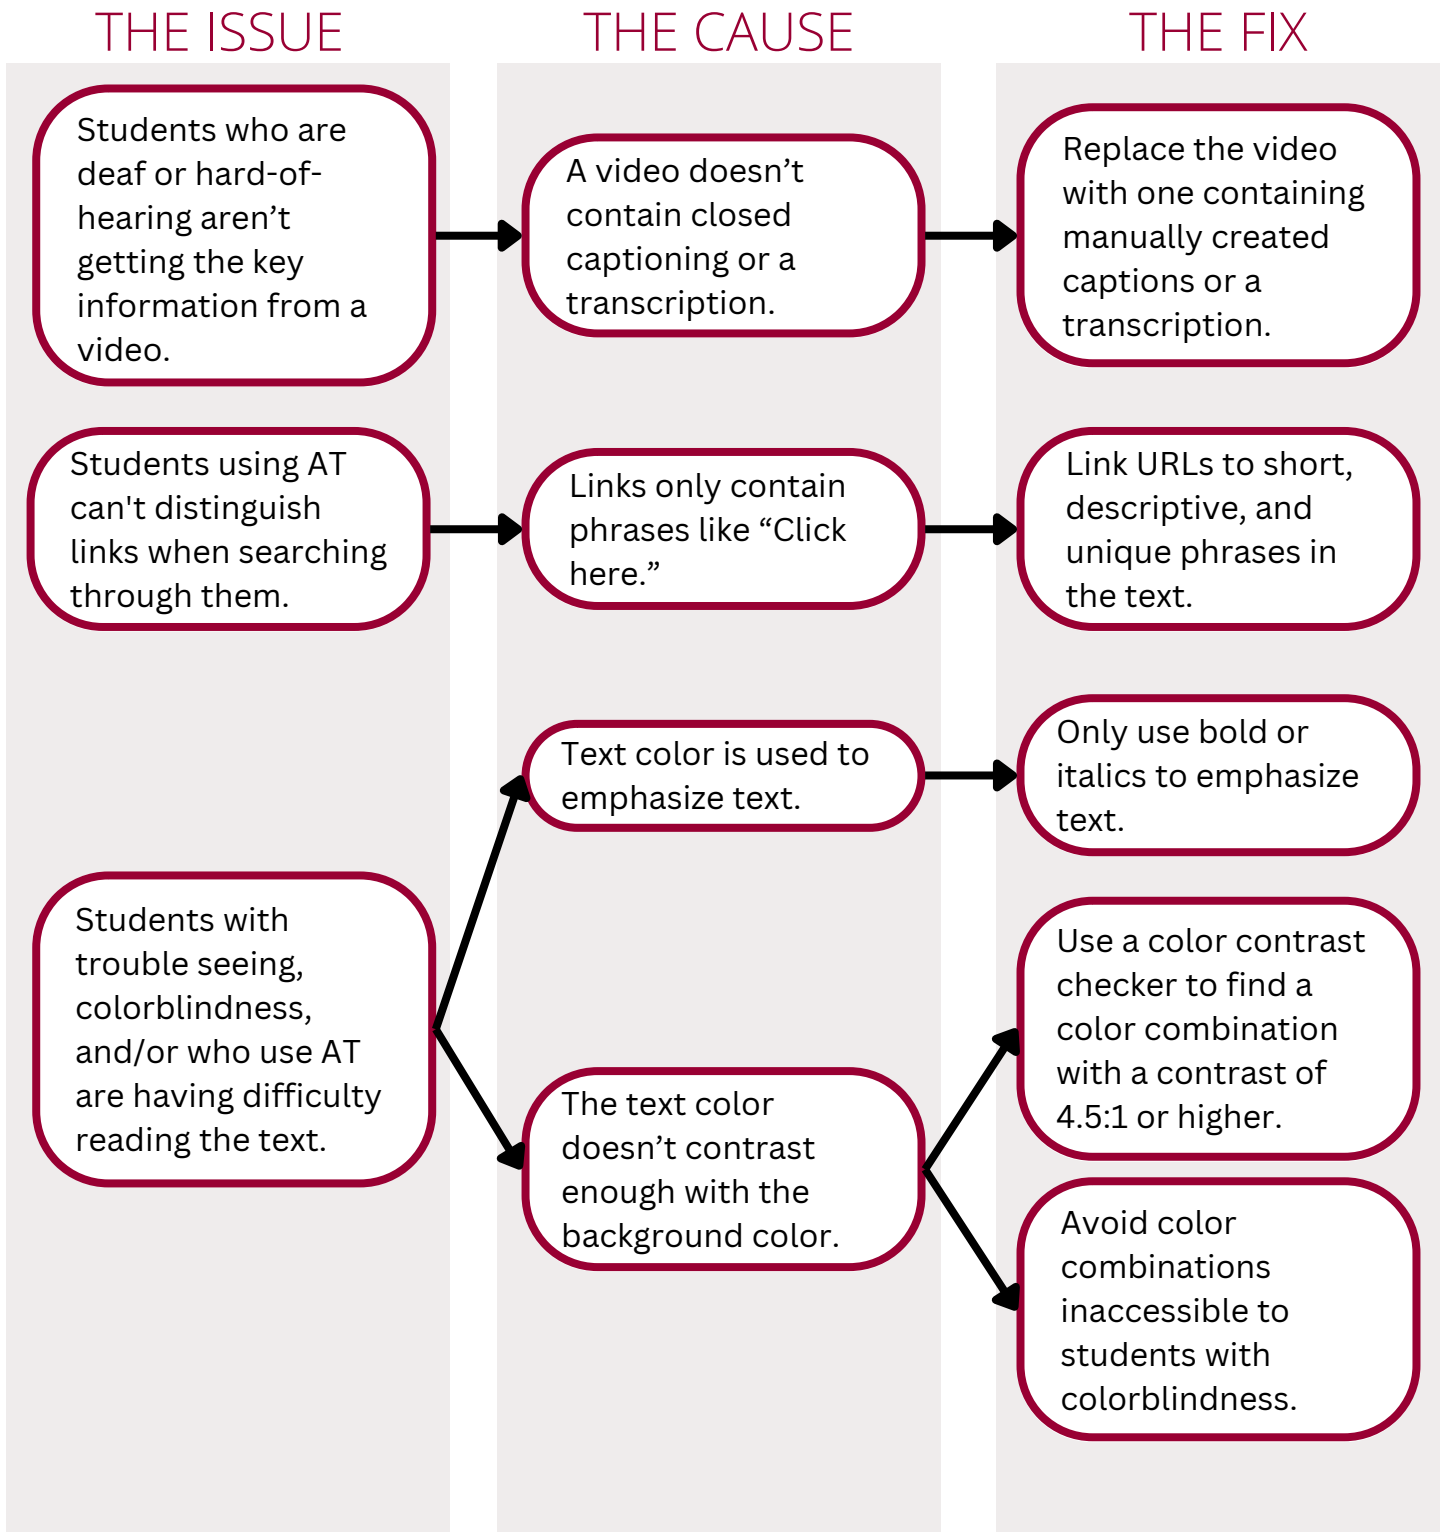 THE ISSUE
THE CAUSE
THE FIX
Students who are
deaf or hard-of-
hearing aren’t
getting the key
information from a
video.
A video doesn’t
contain closed
captioning or a
transcription.
Replace the video
with one containing
manually created
captions or a
transcription.
Students using AT
can't distinguish
links when searching
through them.
Links only contain
phrases like “Click
here.”
Link URLs to short,
descriptive, and
unique phrases in
the text.
Students with
trouble seeing,
colorblindness,
and/or who use AT
are having difficulty
reading the text.
Text color is used to
emphasize text.
Only use bold or
italics to emphasize
text.
The text color
doesn’t contrast
enough with the
background color.
Use a color contrast
checker to find a
color combination
with a contrast of
4.5:1 or higher.
Avoid color
combinations
inaccessible to
students with
colorblindness.